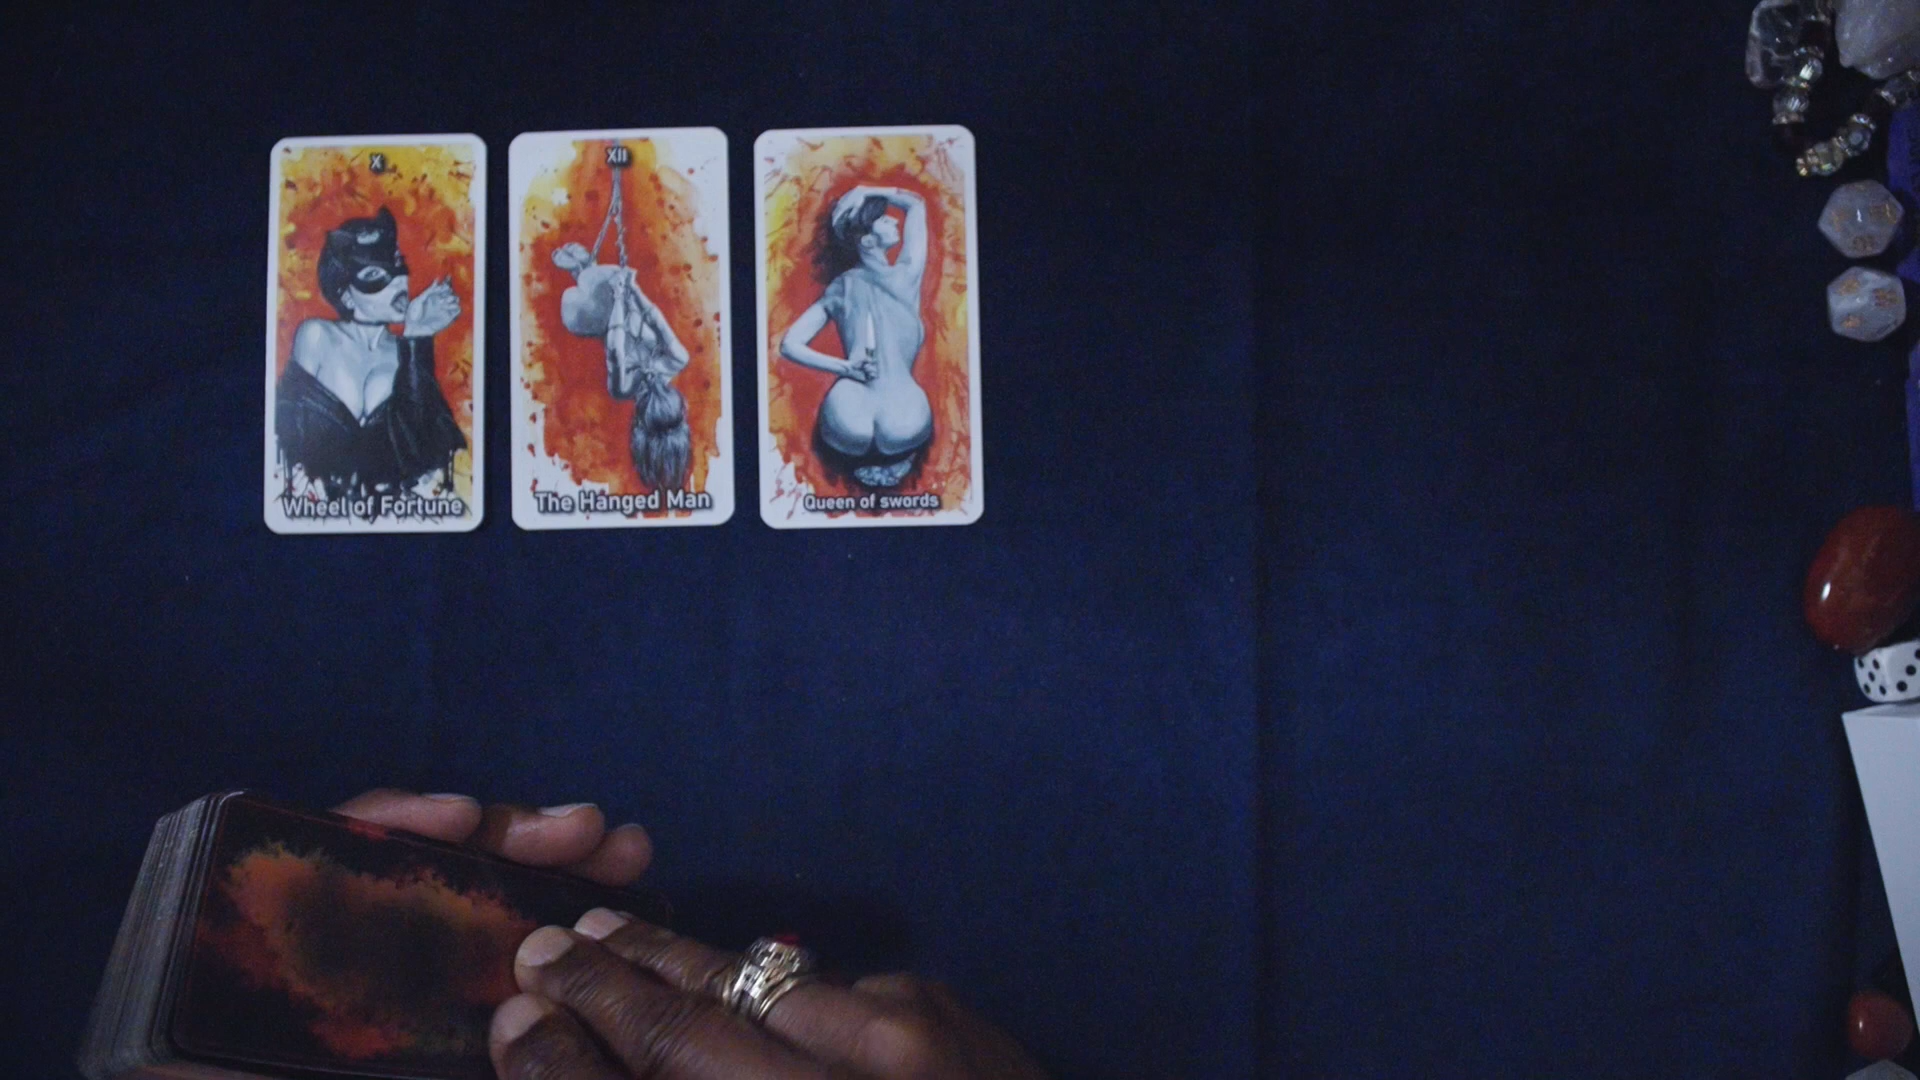 X
Wheel of Fortune
XII
The Hanged Man
Queen of swords